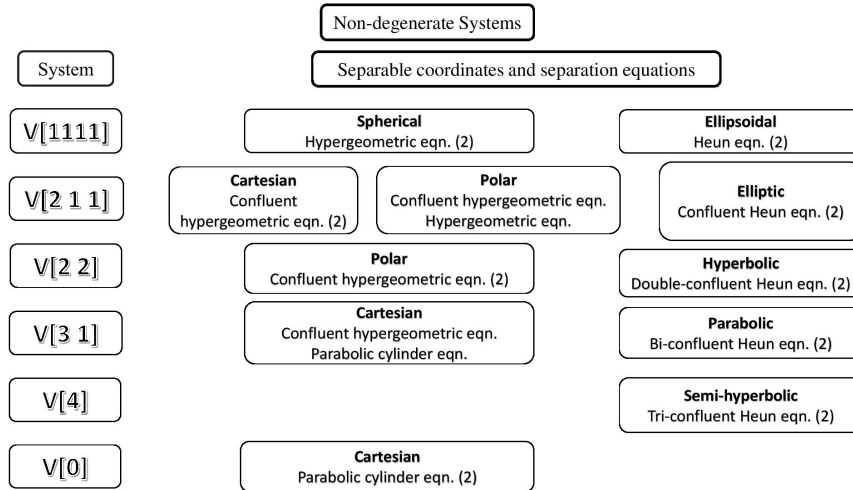 Non-degenerate Systems
System
Separable coordinates and separation equations
V[1111]
Spherical
Hypergeometric eqn. (2)
Ellipsoidal
Heun eqn. (2)
V[2 1 1]
Cartesian
Confluent
hypergeometric eqn. (2)
Polar
Confluent hypergeometric eqn.
Hypergeometric eqn.
Elliptic
Confluent Heun eqn. (2)
V[2 2]
Polar
Confluent hypergeometric eqn. (2)
Hyperbolic
Double-confluent Heun eqn. (2)
V[3 1]
Cartesian
Confluent hypergeometric eqn.
Parabolic cylinder eqn.
Parabolic
Bi-confluent Heun eqn. (2)
V[4]
Semi-hyperbolic
Tri-confluent Heun eqn. (2)
V[0]
Cartesian
Parabolic cylinder eqn. (2)